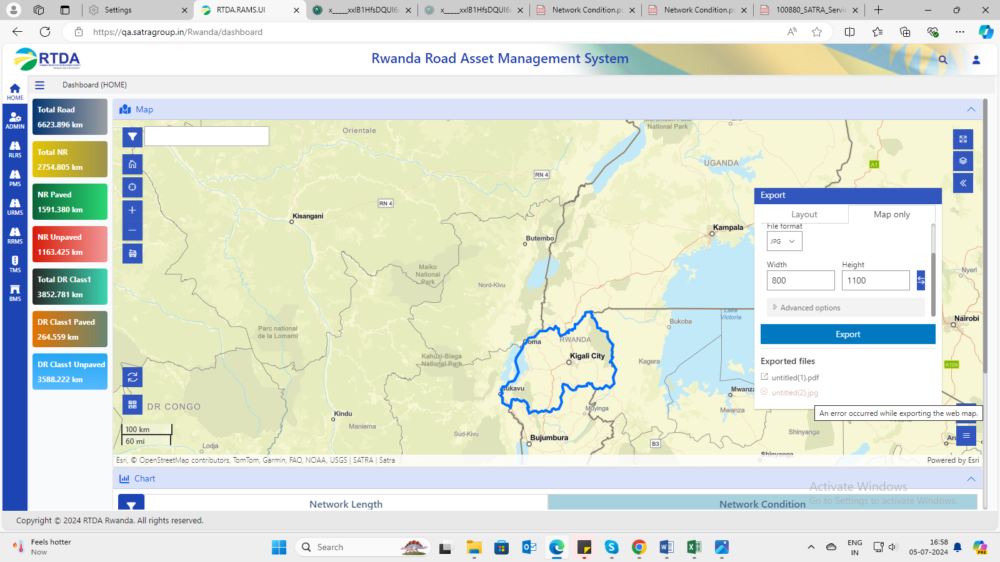 Settings
RTDA.RAMS.UI
x_____xxlB1HfsDQUI6
x_____xxlB1HfsDQUI6
Network Condition.pd
Network Condition.pd
100880_SATRA_Servic
https://qa.satragroup.in/Rwanda/dashboard
RTDA
Rwanda Road Asset Management System
HOME
Dashboard (HOME)
ADMIN
RLRS
PMS
URMS
RRMS
TMS
BMS
Total Road
6623.896 km
Total NR
2754.805 km
NR Paved
1591.380 km
NR Unpaved
1163.425 km
Total DR Class1
3852.781 km
DR Class1 Paved
264.559 km
DR Class1 Unpaved
3588.222 km
Map
Orientale
Murchison Falls
National Park
UGANDA
RN 4
A1
RN 4
Kisangani
Kampala
Butembo
Maiko
National
Park
Nord-Kivu
Nyeri
Parc national
de la Lomami
Lake
Victoria
Bukoba
Nairobi
Goma
RWANDA
Kahuzi-Biega
National Park
Kigali City
Kagera
A104
Bukavu
Mwanza
DR CONGO
Kindu
Maniema
Muyinga
Mwanza
Sud-Kivu
Shinyanga
Bujumbura
B3
Lodja
Shinyanga
Aru
100 km
60 mi
Esri, © OpenStreetMap contributors, TomTom, Garmin, FAO, NOAA, USGS | SATRA | Satra
Powered by Esri
Export
Layout
Map only
File format
JPG
Width
Height
800
1100
Advanced options
Export
Exported files
untitled(1).pdf
untitled(2).jpg
An error occurred while exporting the web map.
Chart
Network Length
Network Condition
Activate Windows
Go to Settings to activate Windows.
Copyright © 2024 RTDA Rwanda. All rights reserved.
Feels hotter
Now
Search
ENG
IN
16:58
05-07-2024
PRE